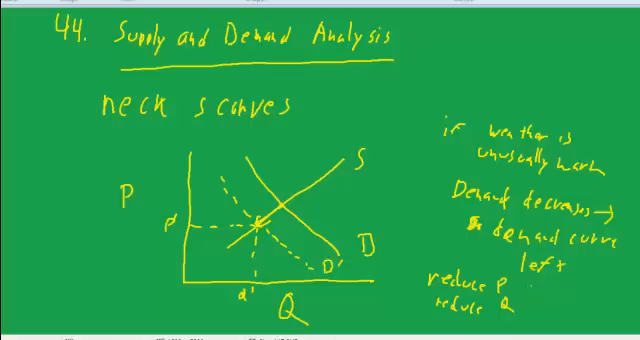 44. Supply and Demand Analysis
neck scarves
P
S
P'
D
D'
Q'
Q
if weather is
unusually warm
Demand decreases →
demand curve
left
reduce P
reduce Q